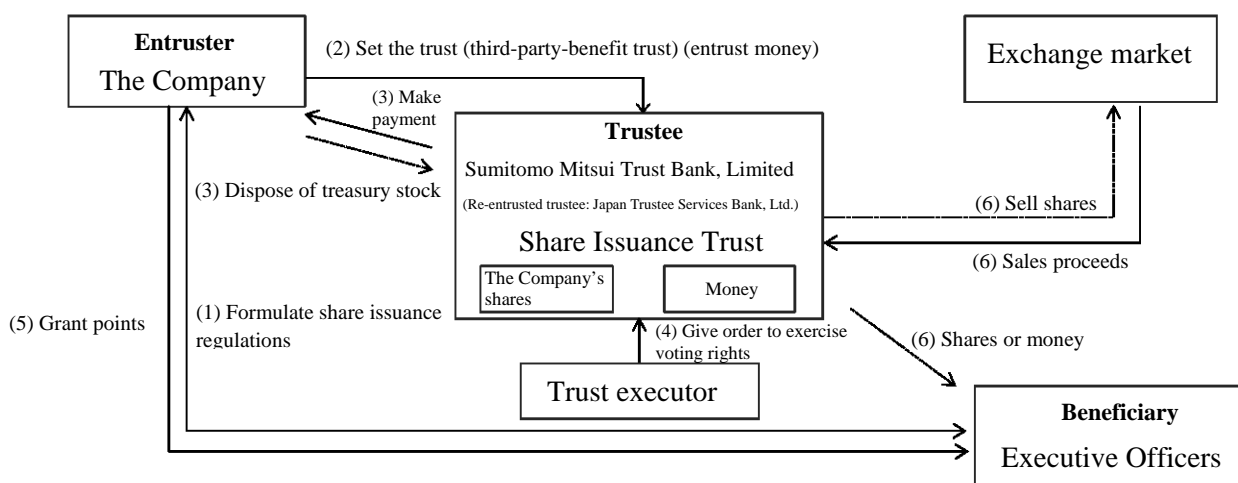 Entruster
The Company
(2) Set the trust (third-party-benefit trust) (entrust money)
Exchange market
(3) Make
payment
(3) Dispose of treasury stock
Trustee
Sumitomo Mitsui Trust Bank, Limited
(Re-entrusted trustee: Japan Trustee Services Bank, Ltd.)
Share Issuance Trust
The Company’s
shares
Money
(6) Sell shares
(6) Sales proceeds
(5) Grant points
(1) Formulate share issuance
regulations
(4) Give order to exercise
voting rights
(6) Shares or money
Trust executor
Beneficiary
Executive Officers